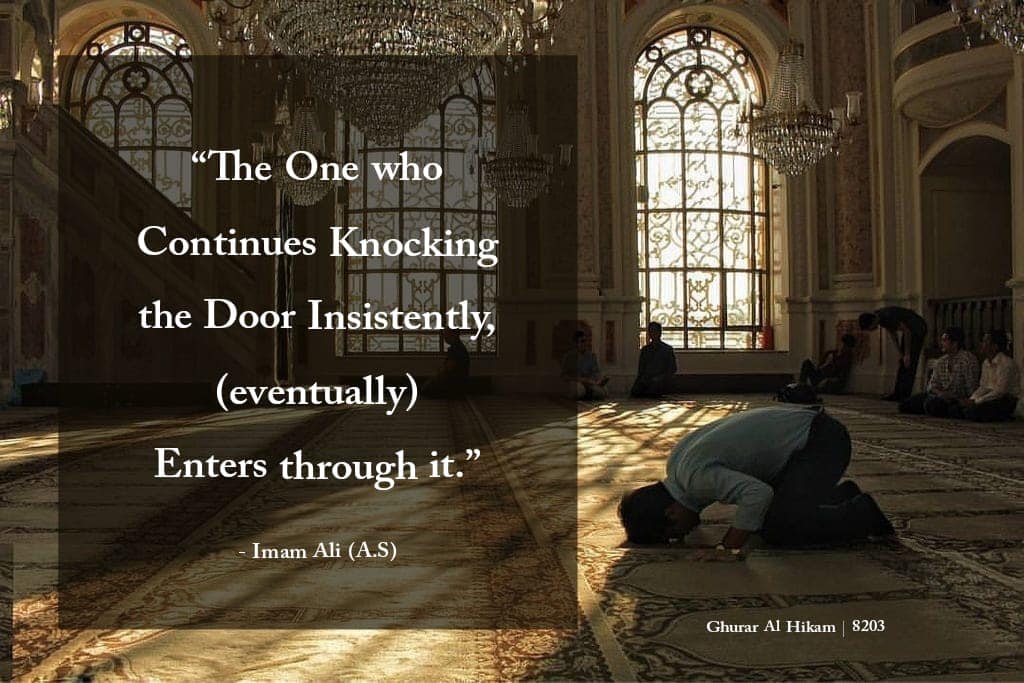 “The One who
Continues Knocking
the Door Insistently,
(eventually)
Enters through it.”
- Imam Ali (A.S)
Ghurar Al Hikam | 8203